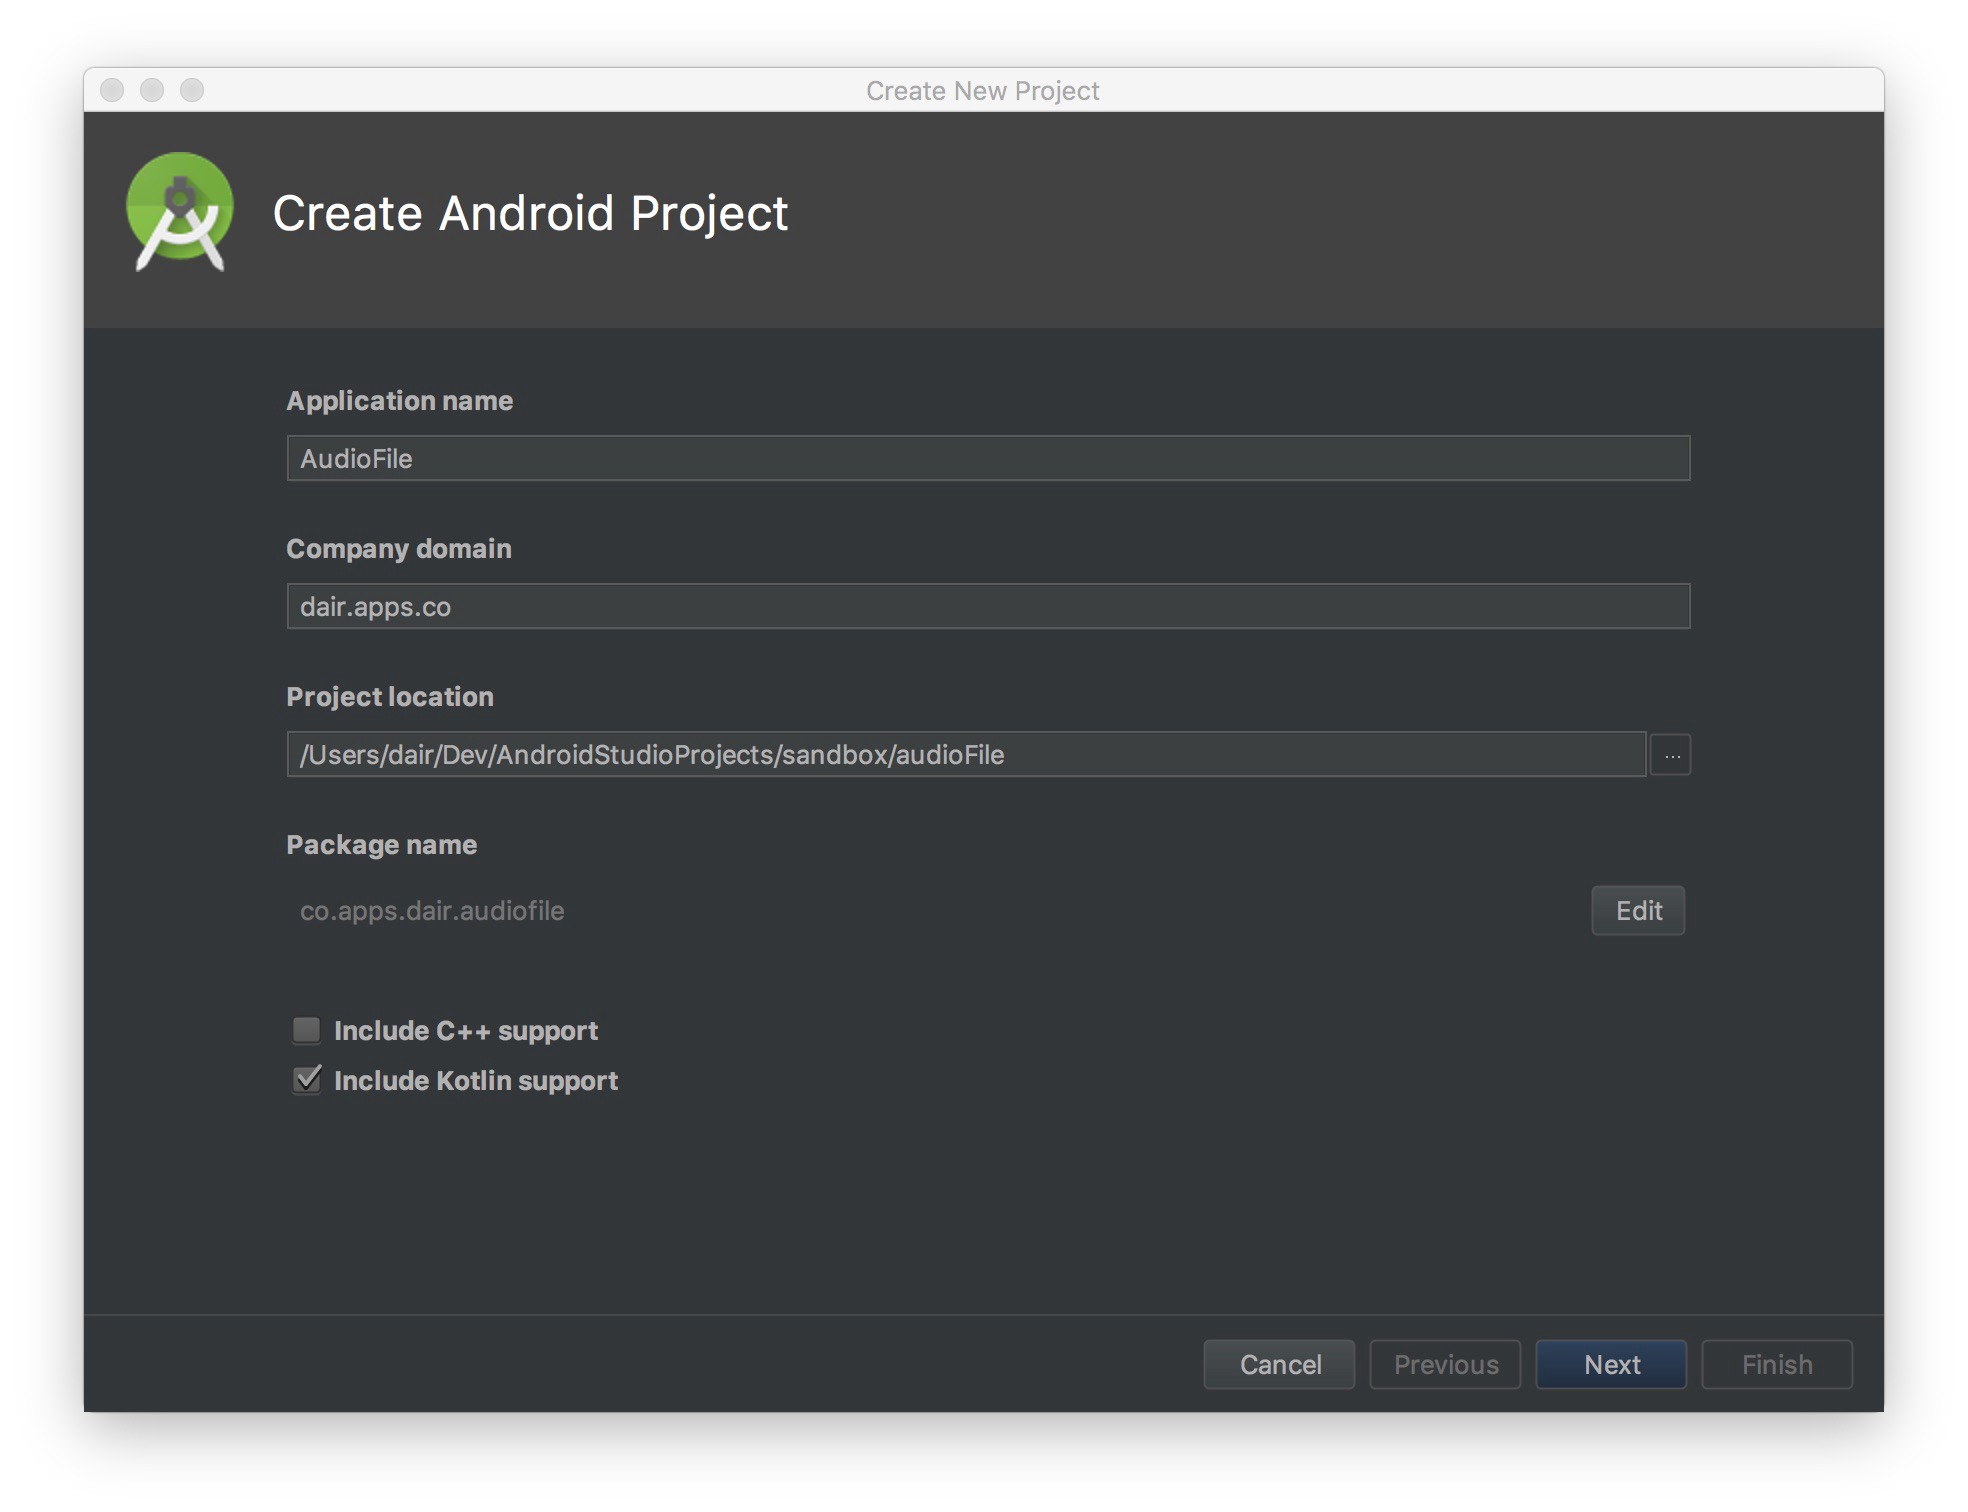 Create New Project
Create Android Project
Application name
AudioFile
Company domain
dair.apps.co
Project location
/Users/dair/Dev/AndroidStudioProjects/sandbox/audioFile
...
Package name
co.apps.dair.audiofile
Edit
Include C++ support
Include Kotlin support
Cancel
Previous
Next
Finish